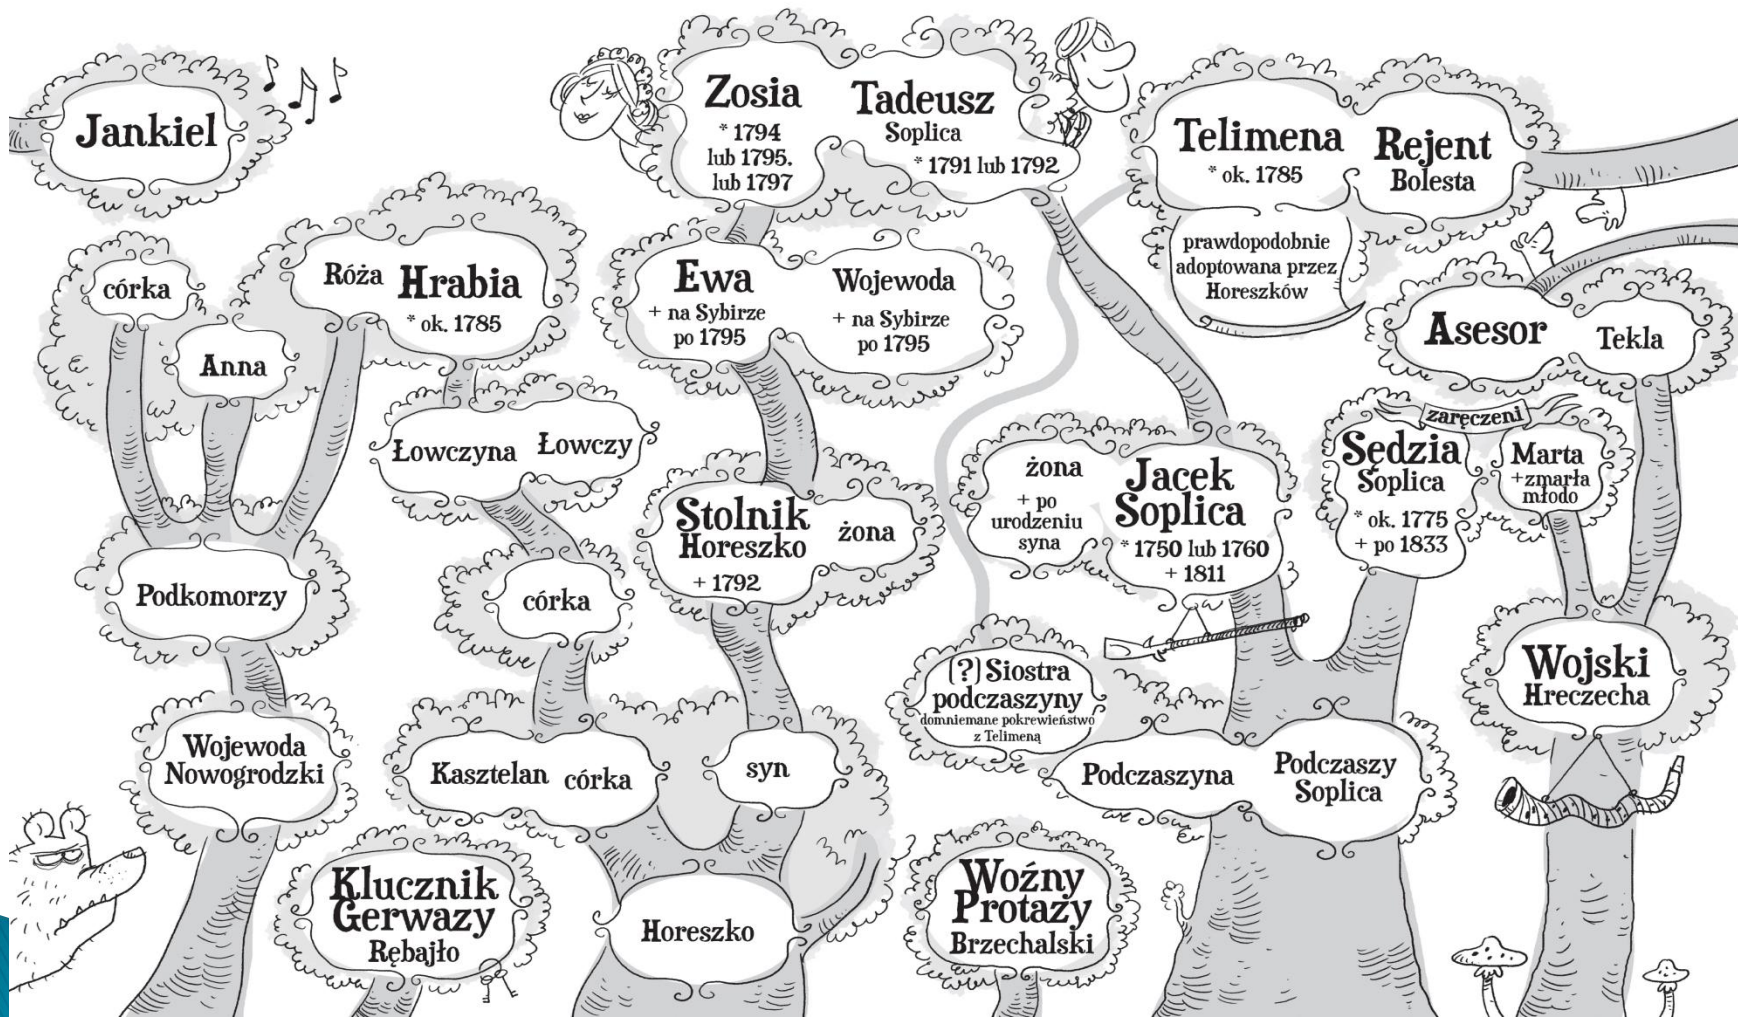 Jankiel
Zosia
* 1794
lub 1795.
lub 1797
Tadeusz
Soplica
* 1791 lub 1792
Telimena
* ok. 1785
Rejent
Bolesta
prawdopodobnie
adoptowana przez
Horeszków
córka
Anna
Róża
Hrabia
* ok. 1785
Ewa
+ na Sybirze
po 1795
Wojewoda
+ na Sybirze
po 1795
Asesor
Tekla
Łowczyna
Łowczy
Stolnik
Horeszko
+ 1792
żona
żona
+ po
urodzeniu
syna
Jacek
Soplica
* 1750 lub 1760
+ 1811
zaręczeni
Sędzia
Soplica
* ok. 1775
+ po 1833
Marta
+zmarła
młodo
Podkomorzy
córka
(?) Siostra
podczaszyny
domniemane pokrewieństwo
z Telimeną
Wojski
Hreczecha
Wojewoda
Nowogrodzki
Kasztelan
córka
syn
Podczaszyna
Podczaszy
Soplica
Klucznik
Gerwazy
Rębajło
Horeszko
Woźny
Protazy
Brzechalski